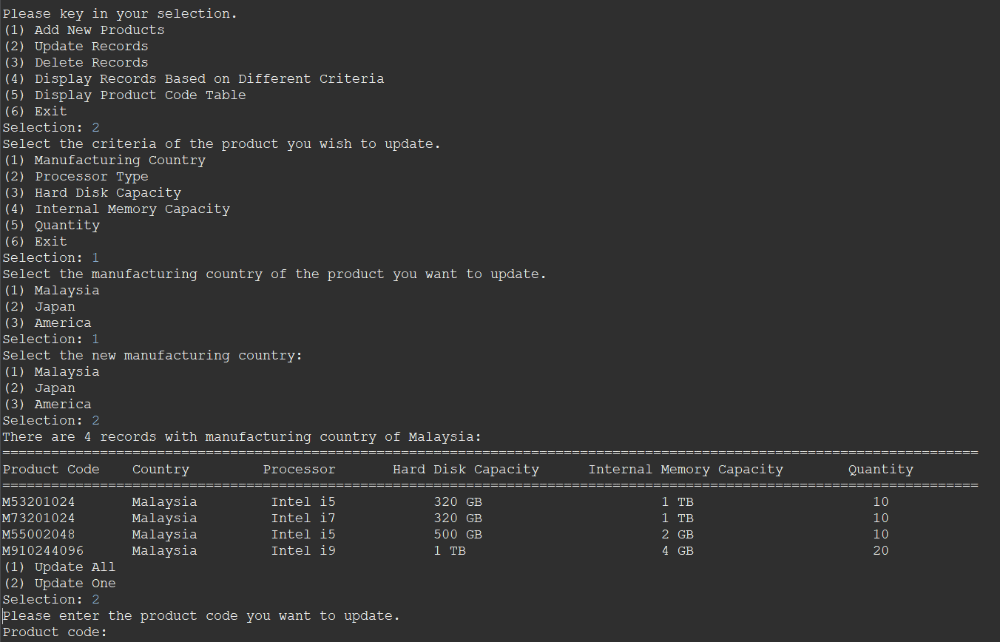 Please key in your selection.
(1) Add New Products
(2) Update Records
(3) Delete Records
(4) Display Records Based on Different Criteria
(5) Display Product Code Table
(6) Exit
Selection: 2
Select the criteria of the product you wish to update.
(1) Manufacturing Country
(2) Processor Type
(3) Hard Disk Capacity
(4) Internal Memory Capacity
(5) Quantity
(6) Exit
Selection: 1
Select the manufacturing country of the product you want to update.
(1) Malaysia
(2) Japan
(3) America
Selection: 1
Select the new manufacturing country:
(1) Malaysia
(2) Japan
(3) America
Selection: 2
There are 4 records with manufacturing country of Malaysia:
========================================================================================================================
Product Code    Country         Processor       Hard Disk Capacity      Internal Memory Capacity        Quantity
========================================================================================================================
M53201024       Malaysia         Intel i5            320 GB                      1 TB                      10
M73201024       Malaysia         Intel i7            320 GB                      1 TB                      10
M55002048       Malaysia         Intel i5            500 GB                      2 GB                      10
M910244096      Malaysia         Intel i9            1 TB                        4 GB                      20
(1) Update All
(2) Update One
Selection: 2
Please enter the product code you want to update.
Product code: